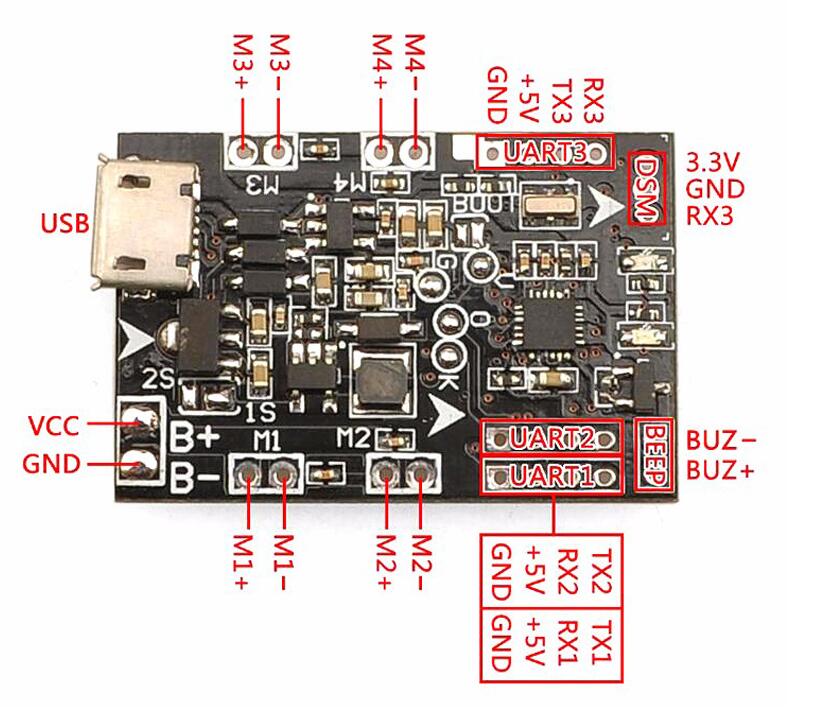 M3+
M3-
M4+
M4-
GND
+5V
TX3
RX3
UART3
DSM
3.3V
GND
RX3
M3
M4
BOOT
USB
G
U
O
K
2S
1S
VCC
GND
B+
B-
M1
M2
UART2
UART1
BEEP
BUZ-
BUZ+
M1+
M1-
M2+
M2-
GND
+5V
RX2
TX2
GND
+5V
RX1
TX1